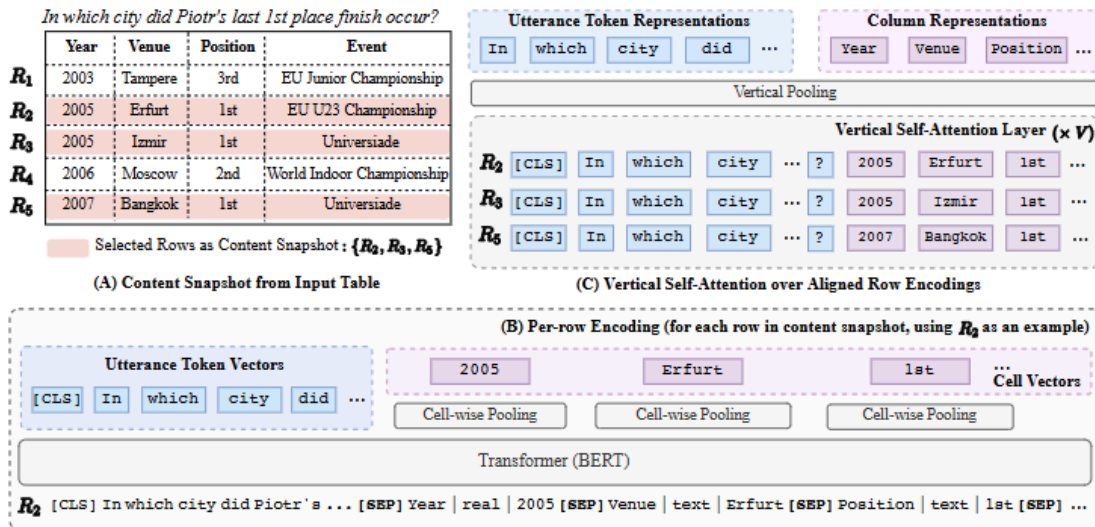 In which city did Piotr's last 1st place finish occur?
Year Venue Position Event
R1 2003 Tampere 3rd EU Junior Championship
R2 2005 Erfurt 1st EU U23 Championship
R3 2005 Izmir 1st Universiade
R4 2006 Moscow 2nd World Indoor Championship
R5 2007 Bangkok 1st Universiade
Selected Rows as Content Snapshot : {R2, R3, R5}
(A) Content Snapshot from Input Table
Utterance Token Representations
In which city did ...
Column Representations
Year Venue Position ...
Vertical Pooling
Vertical Self-Attention Layer (× V)
R2 [CLS] In which city ... ? 2005 Erfurt 1st ...
R3 [CLS] In which city ... ? 2005 Izmir 1st ...
R5 [CLS] In which city ... ? 2007 Bangkok 1st ...
(C) Vertical Self-Attention over Aligned Row Encodings
(B) Per-row Encoding (for each row in content snapshot, using R2 as an example)
Utterance Token Vectors
[CLS] In which city did ...
2005 Erfurt 1st ...
Cell Vectors
Cell-wise Pooling Cell-wise Pooling Cell-wise Pooling
Transformer (BERT)
R2 [CLS] In which city did Piotr's ... [SEP] Year | real | 2005 [SEP] Venue | text | Erfurt [SEP] Position | text | 1st [SEP] ...